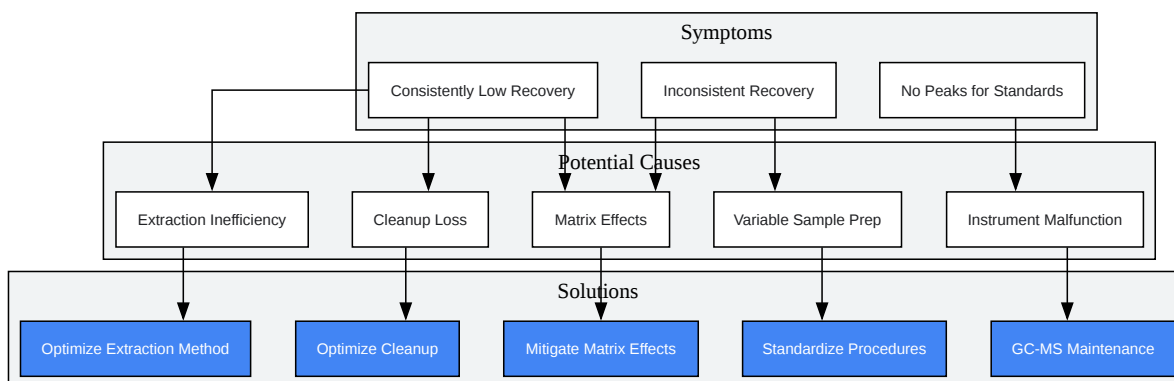 Symptoms
Consistently Low Recovery
Inconsistent Recovery
No Peaks for Standards
Potential Causes
Extraction Inefficiency
Cleanup Loss
Matrix Effects
Variable Sample Prep
Instrument Malfunction
Solutions
Optimize Extraction Method
Optimize Cleanup
Mitigate Matrix Effects
Standardize Procedures
GC-MS Maintenance